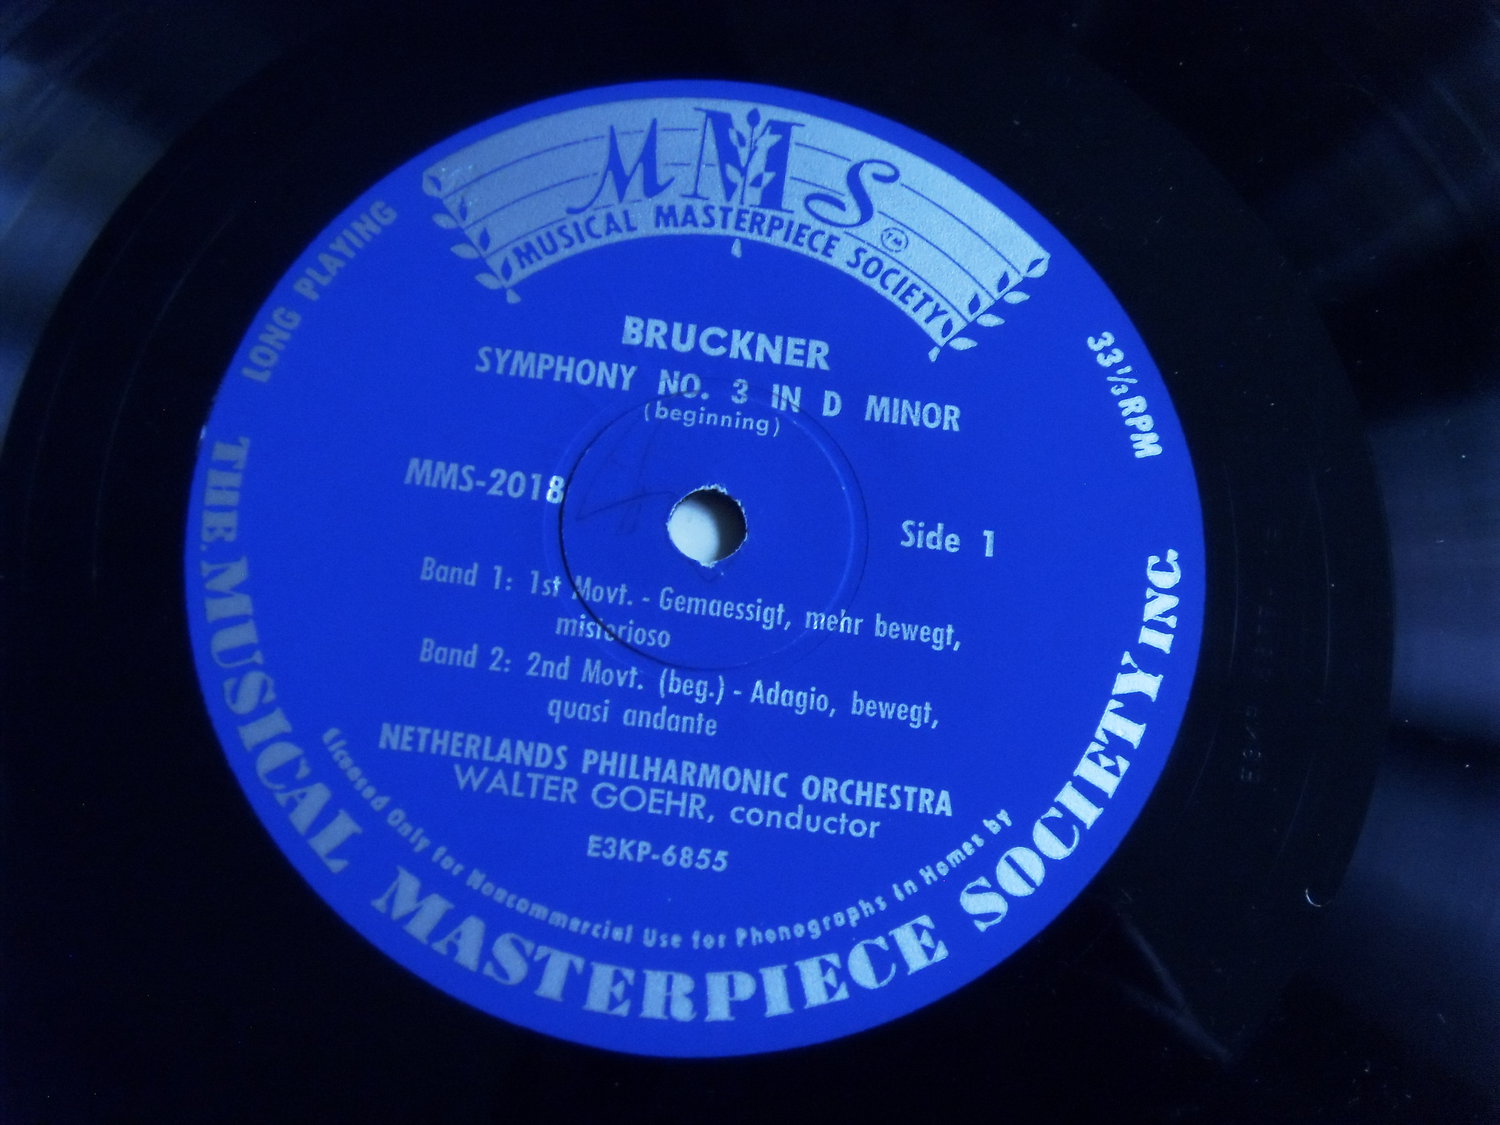 MMS
MUSICAL MASTERPIECE SOCIETY
TM
LONG PLAYING
33 1/3 RPM
BRUCKNER
SYMPHONY NO. 3 IN D MINOR
(beginning)
MMS-2018
Side 1
Band 1: 1st Movt. - Gemaessigt, mehr bewegt,
misterioso
Band 2: 2nd Movt. (beg.) - Adagio, bewegt,
quasi andante
NETHERLANDS PHILHARMONIC ORCHESTRA
WALTER GOEHR, conductor
E3KP-6855
Licensed Only for Noncommercial Use for Phonographs in Homes by
THE MUSICAL MASTERPIECE SOCIETY INC.